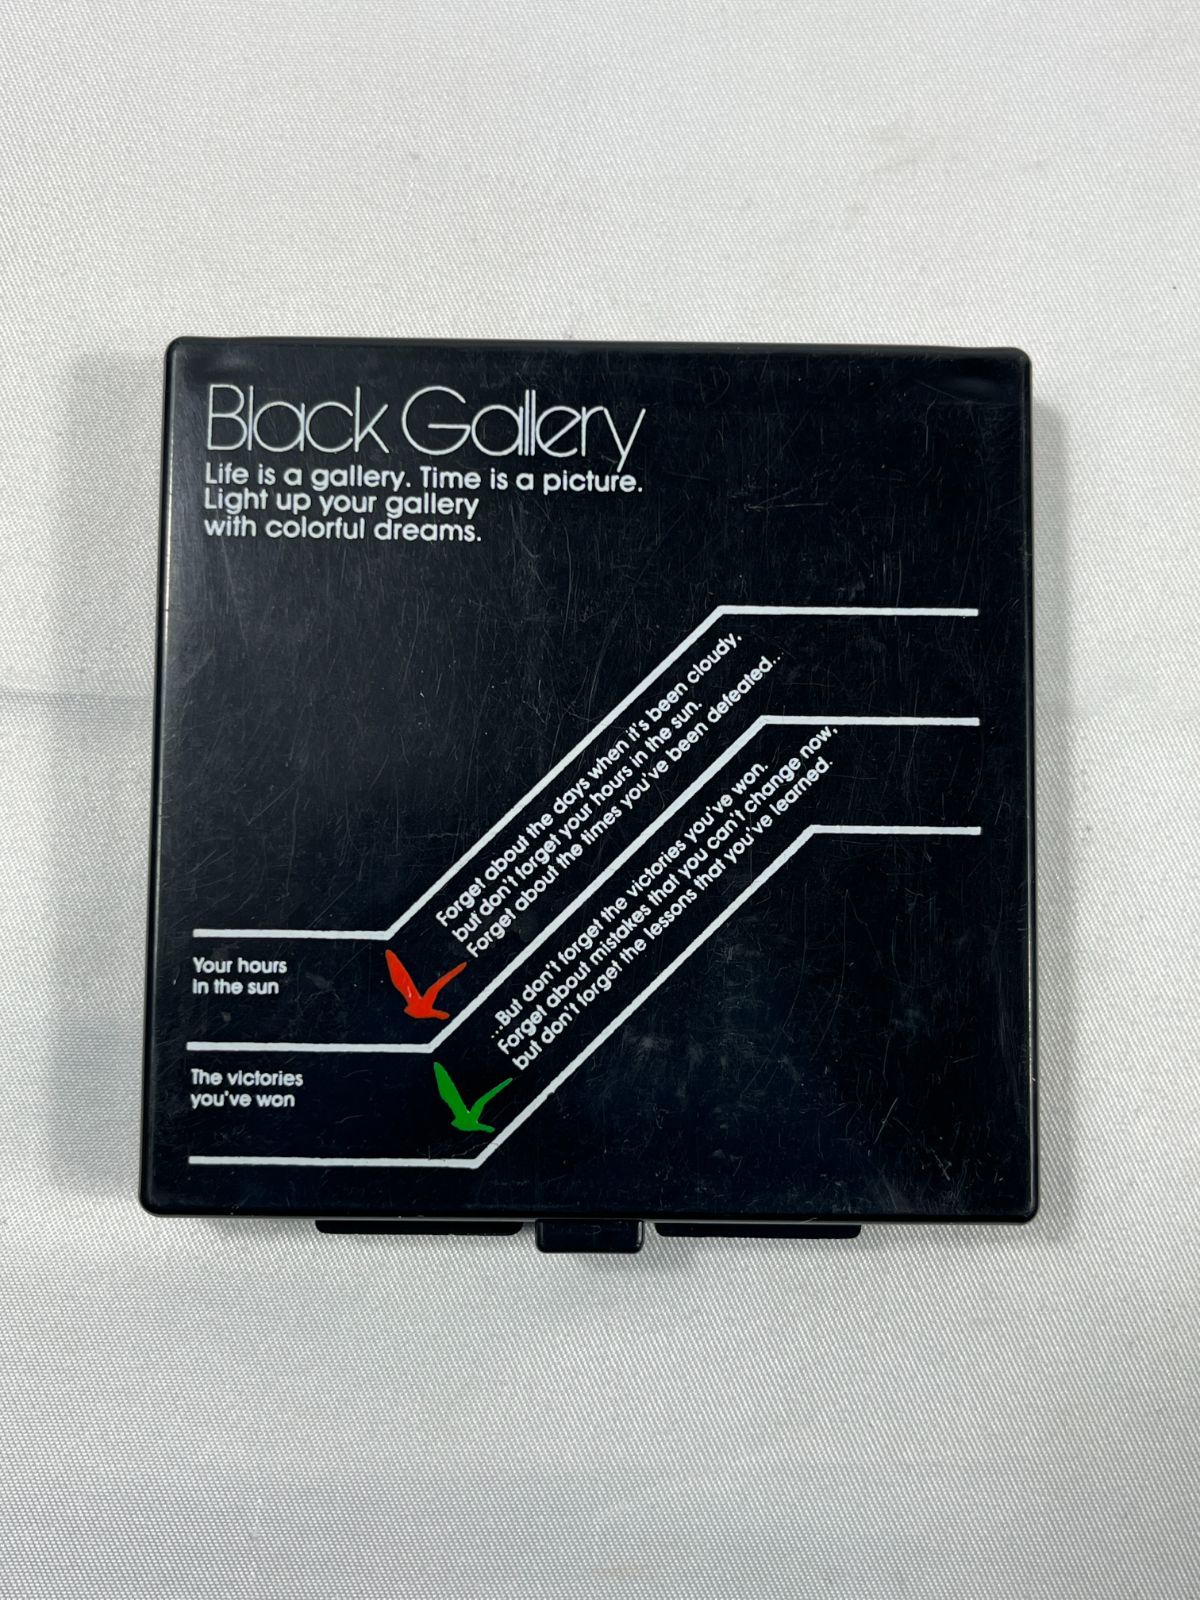 Black Gallery
Life is a gallery. Time is a picture.
Light up your gallery
with colorful dreams.
Forget about the days when it's been cloudy,
but don't forget your hours in the sun.
Forget about the times you've been defeated...
...But don't forget the victories you've won.
Forget about mistakes that you can't change now,
but don't forget the lessons that you've learned.
Your hours
In the sun
The victories
you've won